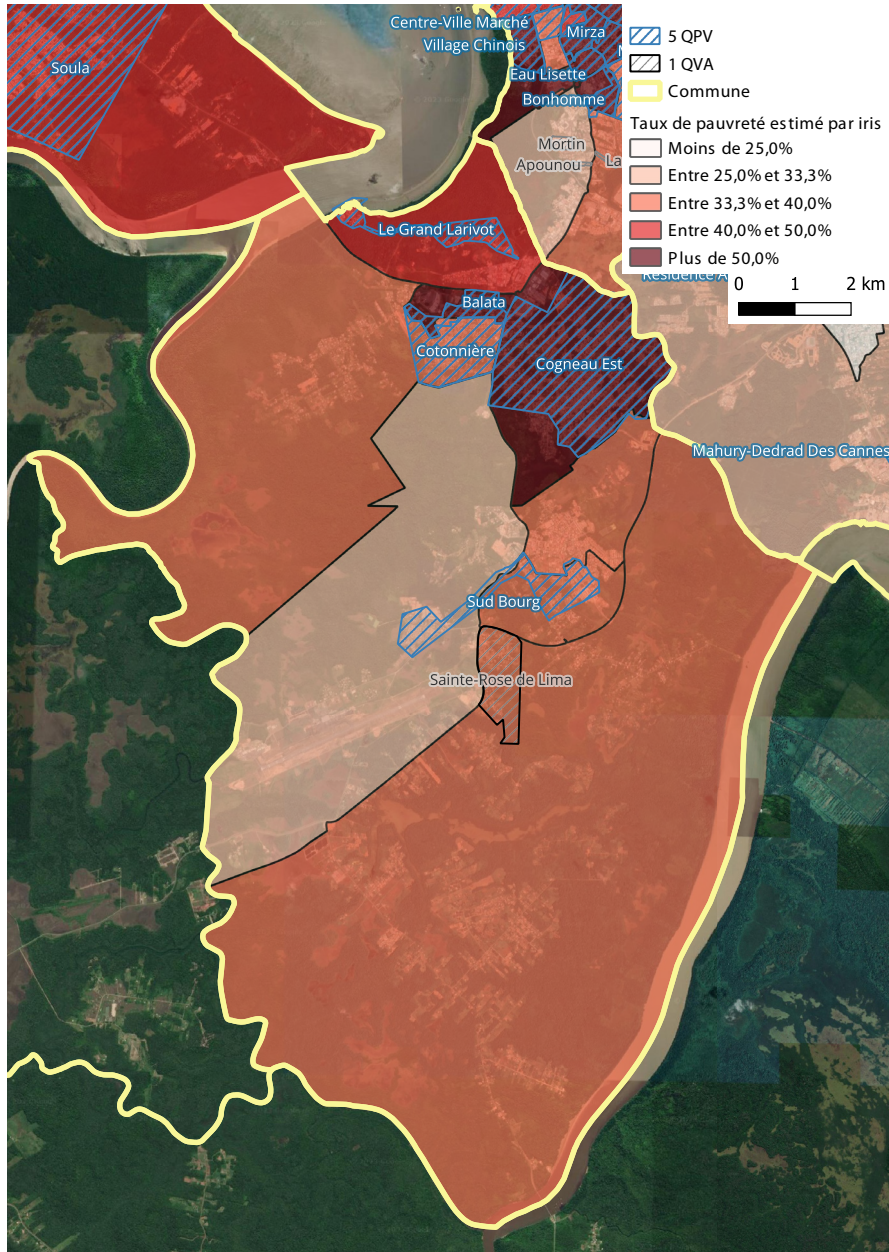 Centre-Ville Marché
Mirza
Village Chinois
Soula
Eau Lisette
Bonhomme
Mortin
Apounou
La
Le Grand Larivot
Balata
Cotonnière
Cogneau Est
Mahury-Dedrad Des Cannes
Sud Bourg
Sainte-Rose de Lima
5 QPV
1 QVA
Commune
Taux de pauvreté estimé par iris
Moins de 25,0%
Entre 25,0% et 33,3%
Entre 33,3% et 40,0%
Entre 40,0% et 50,0%
Plus de 50,0%
0 1 2 km